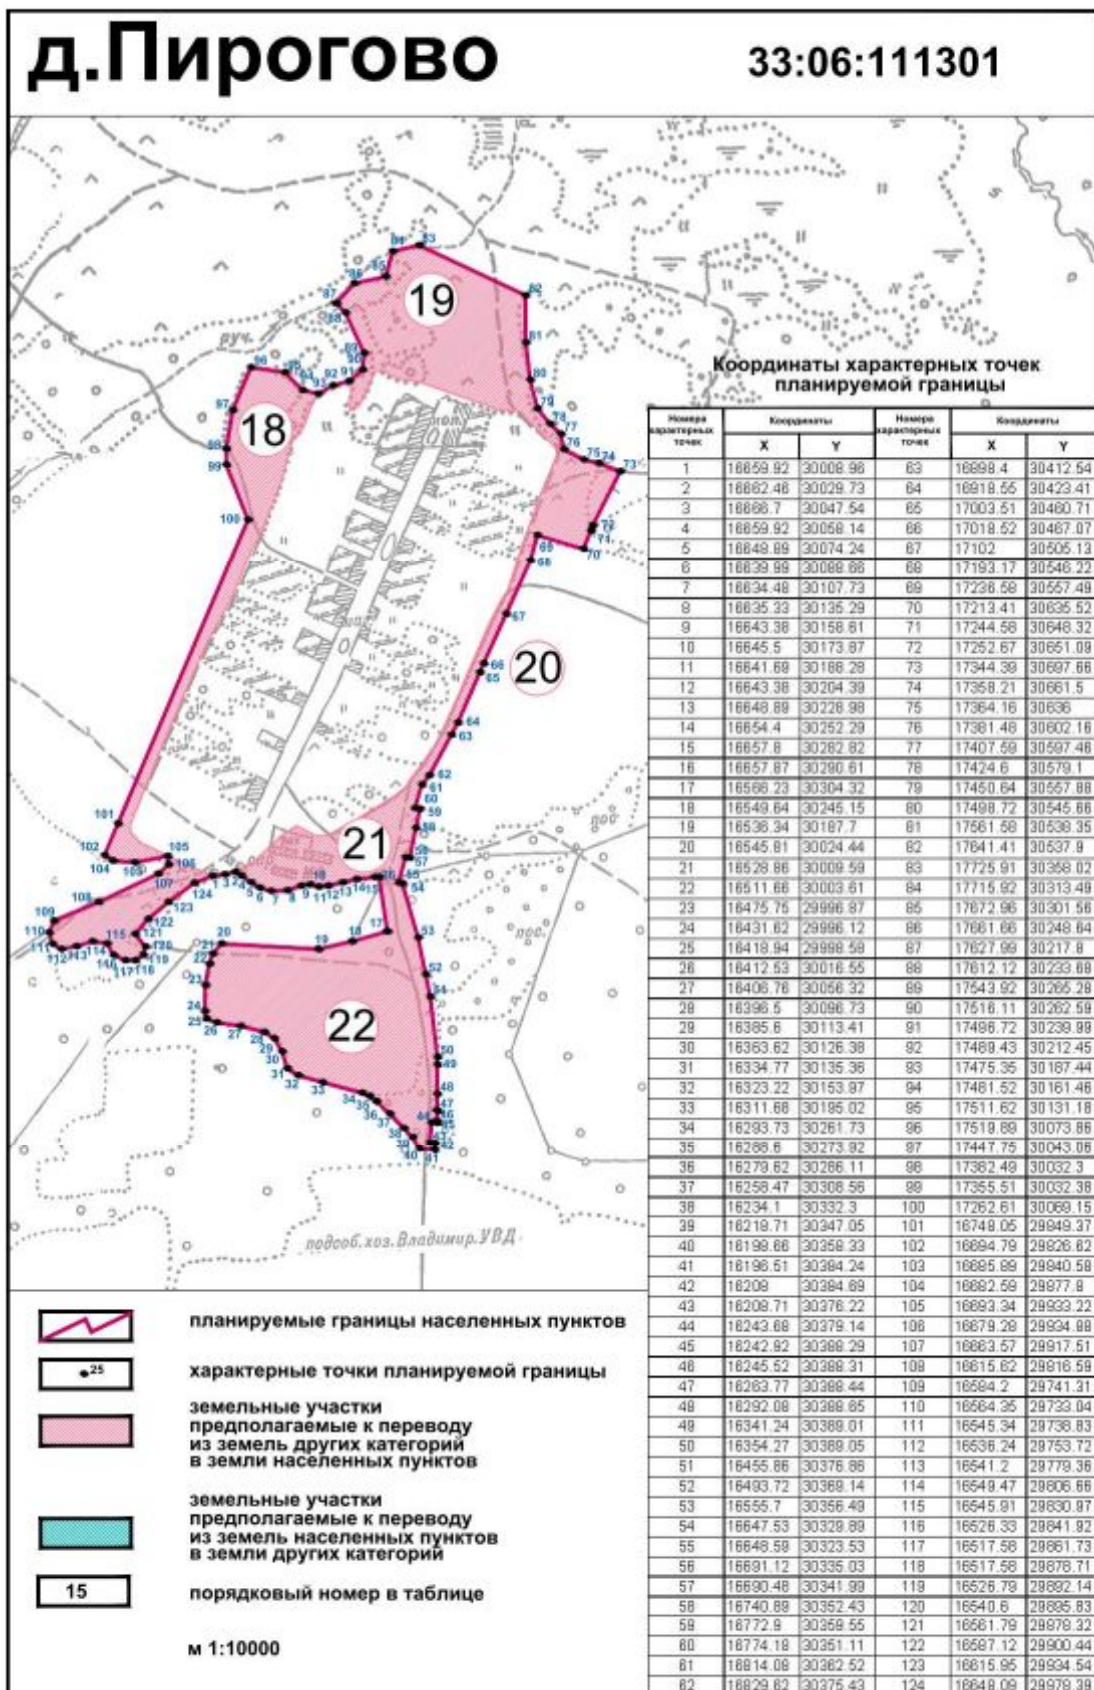 д.Пирогово
33:06:111301
19
18
20
21
22
руч.
пос.
пос.
подсоб.хоз.Владимир.УВД
Координаты характерных точек
планируемой границы
Номера характерных точек Координаты Номера характерных точек Координаты
X Y X Y
1 16659.92 30008.96 63 16898.4 30412.54
2 16662.46 30029.73 64 16918.55 30423.41
3 16666.7 30047.54 65 17003.51 30460.71
4 16659.92 30058.14 66 17018.52 30467.07
5 16648.89 30074.24 67 17102 30505.13
6 16639.99 30088.66 68 17193.17 30546.22
7 16634.48 30107.73 69 17236.58 30557.49
8 16635.33 30135.29 70 17213.41 30635.52
9 16643.38 30158.61 71 17244.58 30648.32
10 16645.5 30173.87 72 17252.67 30651.09
11 16641.69 30188.28 73 17344.39 30697.66
12 16643.38 30204.39 74 17358.21 30661.5
13 16648.89 30228.98 75 17364.16 30636
14 16654.4 30252.29 76 17381.48 30602.16
15 16657.8 30282.82 77 17407.59 30597.46
16 16657.87 30290.61 78 17424.6 30579.1
17 16566.23 30304.32 79 17450.64 30557.88
18 16549.64 30245.15 80 17498.72 30545.66
19 16536.34 30187.7 81 17561.58 30538.35
20 16545.81 30024.44 82 17641.41 30537.9
21 16528.86 30009.59 83 17725.91 30358.02
22 16511.66 30003.61 84 17715.92 30313.49
23 16475.75 29996.87 85 17672.96 30301.56
24 16431.62 29996.12 86 17661.66 30248.64
25 16418.94 29998.58 87 17627.99 30217.8
26 16412.53 30016.55 88 17612.12 30233.68
27 16406.76 30056.32 89 17543.92 30265.28
28 16396.5 30096.73 90 17516.11 30262.59
29 16385.6 30113.41 91 17496.72 30239.99
30 16363.62 30126.38 92 17489.43 30212.45
31 16334.77 30135.36 93 17475.35 30187.44
32 16323.22 30153.97 94 17481.52 30161.46
33 16311.68 30195.02 95 17511.62 30131.18
34 16293.73 30261.73 96 17519.89 30073.86
35 16288.6 30273.92 97 17447.75 30043.06
36 16279.62 30286.11 98 17382.49 30032.3
37 16258.47 30308.56 99 17355.51 30032.38
38 16234.1 30332.3 100 17262.61 30069.15
39 16219.71 30347.05 101 16748.05 29849.37
40 16198.66 30358.33 102 16694.79 29826.62
41 16196.51 30384.24 103 16685.89 29840.58
42 16208 30384.69 104 16682.59 29877.8
43 16208.71 30376.22 105 16693.34 29933.22
44 16243.68 30379.14 106 16679.28 29934.88
45 16242.92 30388.29 107 16663.57 29917.51
46 16245.52 30388.31 108 16615.62 29816.59
47 16263.77 30388.44 109 16584.2 29741.31
48 16292.08 30388.65 110 16564.35 29733.04
49 16341.24 30389.01 111 16545.34 29738.83
50 16354.27 30389.05 112 16536.24 29753.72
51 16455.86 30376.86 113 16541.2 29779.36
52 16493.72 30369.14 114 16549.47 29806.66
53 16555.7 30356.49 115 16545.91 29830.97
54 16647.53 30329.89 116 16526.33 29841.92
55 16648.59 30323.53 117 16517.58 29861.73
56 16691.12 30335.03 118 16517.58 29878.71
57 16690.48 30341.99 119 16526.79 29892.14
58 16740.89 30352.43 120 16540.6 29895.83
59 16772.9 30359.55 121 16561.79 29878.32
60 16774.18 30351.11 122 16587.12 29900.44
61 16814.08 30362.52 123 16615.95 29934.54
62 16829.62 30375.43 124 16648.09 29979.39
планируемые границы населенных пунктов
25
характерные точки планируемой границы
земельные участки
предполагаемые к переводу
из земель других категорий
в земли населенных пунктов
земельные участки
предполагаемые к переводу
из земель населенных пунктов
в земли других категорий
15
порядковый номер в таблице
м 1:10000